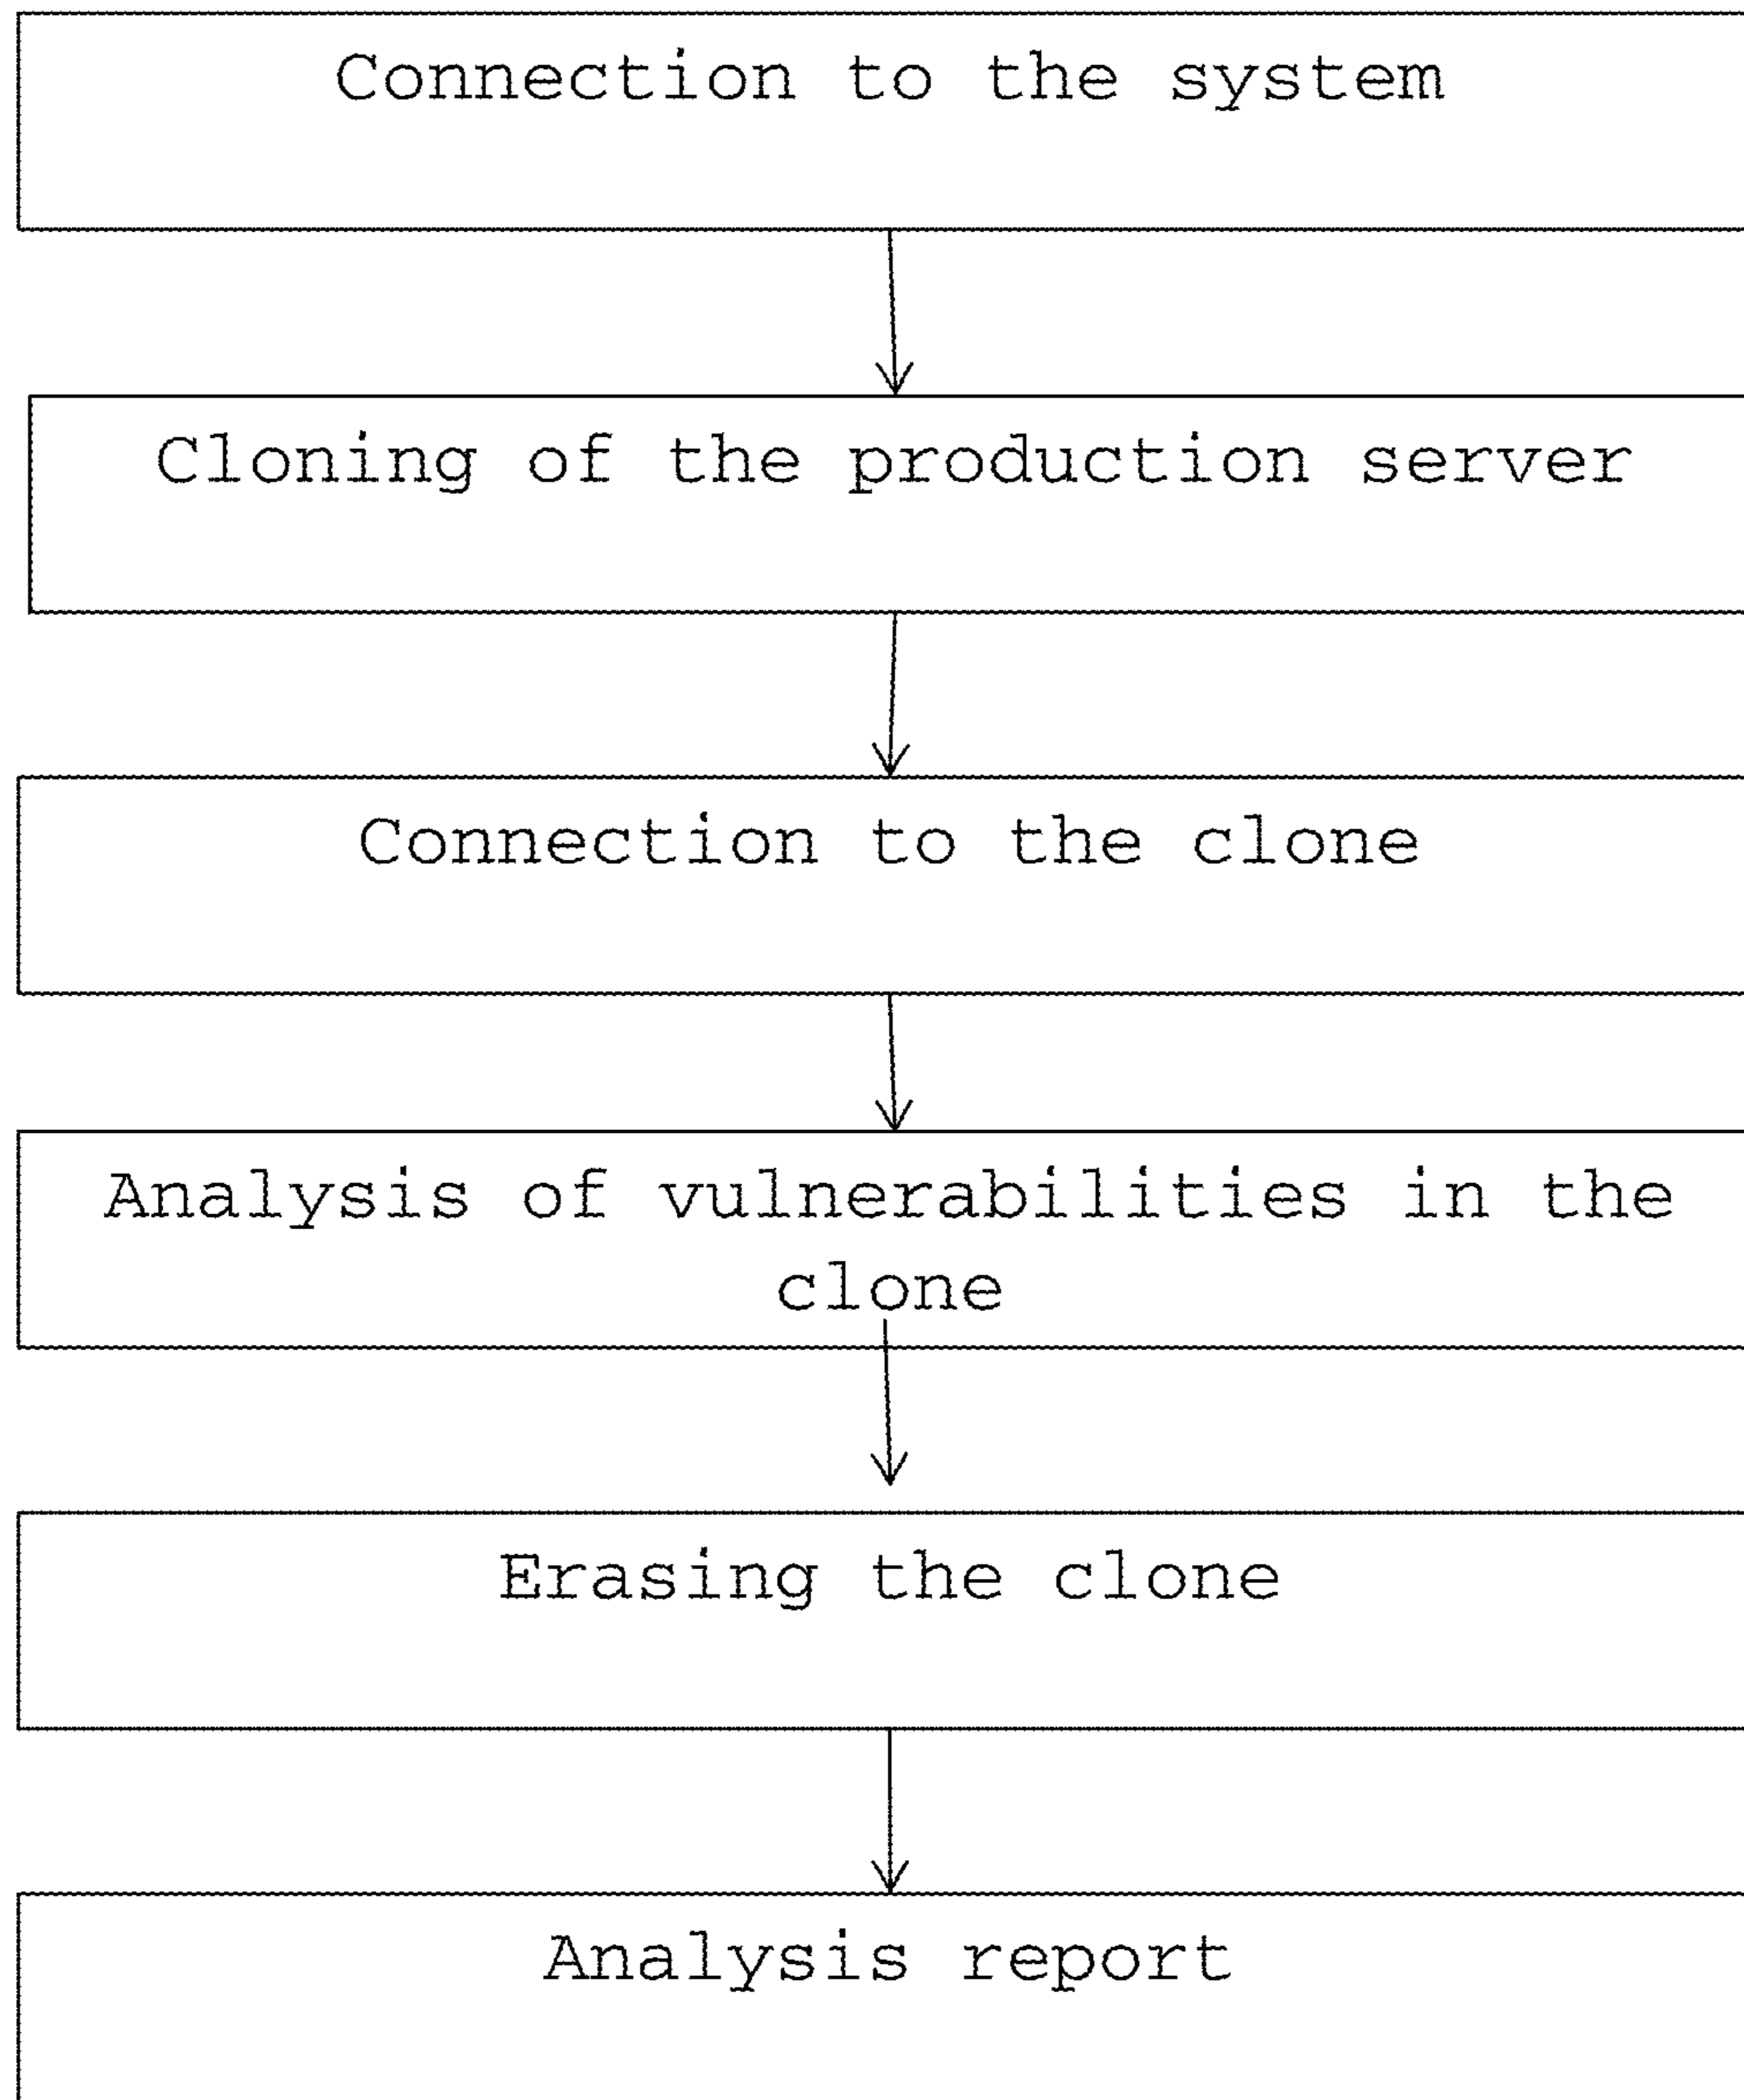 Connection to the system
Cloning of the production server
Connection to the clone
Analysis of vulnerabilities in the
clone
Erasing the clone
Analysis report